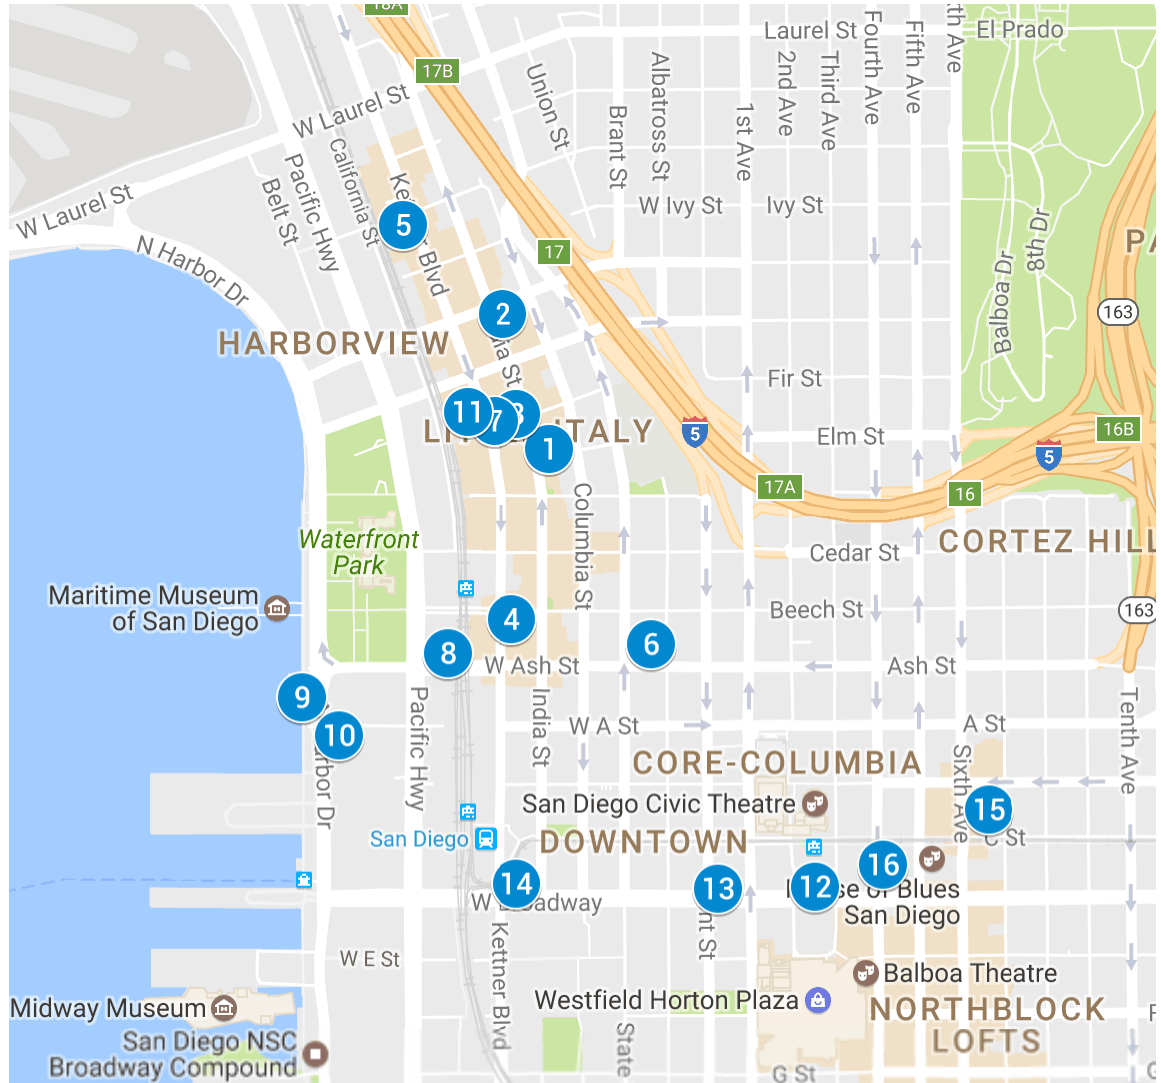 18A
17B
Laurel St
El Prado
Fourth Ave
Fifth Ave
2nd Ave
Third Ave
Albatross St
Union St
Brant St
1st Ave
W Laurel St
California St
Pacific Hwy
Belt St
W Laurel St
N Harbor Dr
5
Blvd
W Ivy St
Ivy St
17
8th Dr
Balboa Dr
163
2
HARBORVIEW
Fir St
5
Elm St
16B
5
11
7
1
17A
16
Columbia St
Waterfront
Park
Cedar St
CORTEZ HILL
Maritime Museum
of San Diego
Beech St
163
4
6
8
W Ash St
Ash St
9
10
Pacific Hwy
India St
W A St
A St
Tenth Ave
Sixth Ave
CORE-COLUMBIA
San Diego Civic Theatre
San Diego
DOWNTOWN
15
C St
14
13
12
16
of Blues
San Diego
W E St
Kettner Blvd
Balboa Theatre
Midway Museum
Westfield Horton Plaza
NORTHBLOCK
LOFTS
San Diego NSC
Broadway Compound
State
G St